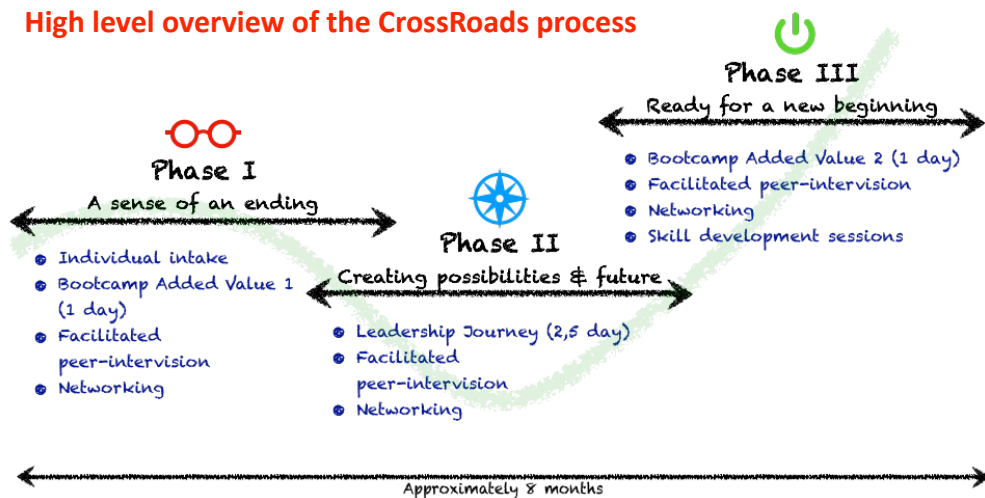 High level overview of the CrossRoads process
Phase I
A sense of an ending
Individual intake
Bootcamp Added Value 1
(1 day)
Facilitated
peer-intervision
Networking
Phase II
Creating possibilities & future
Leadership Journey (2,5 day)
Facilitated
peer-intervision
Networking
Phase III
Ready for a new beginning
Bootcamp Added Value 2 (1 day)
Facilitated peer-intervision
Networking
Skill development sessions
Approximately 8 months